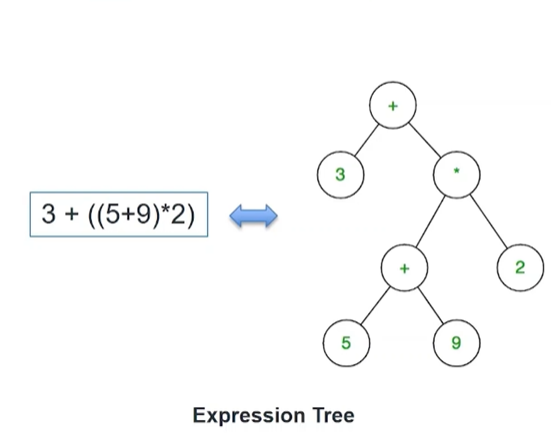 +
3 *
3 + ((5+9)*2)
+ 2
5 9
Expression Tree